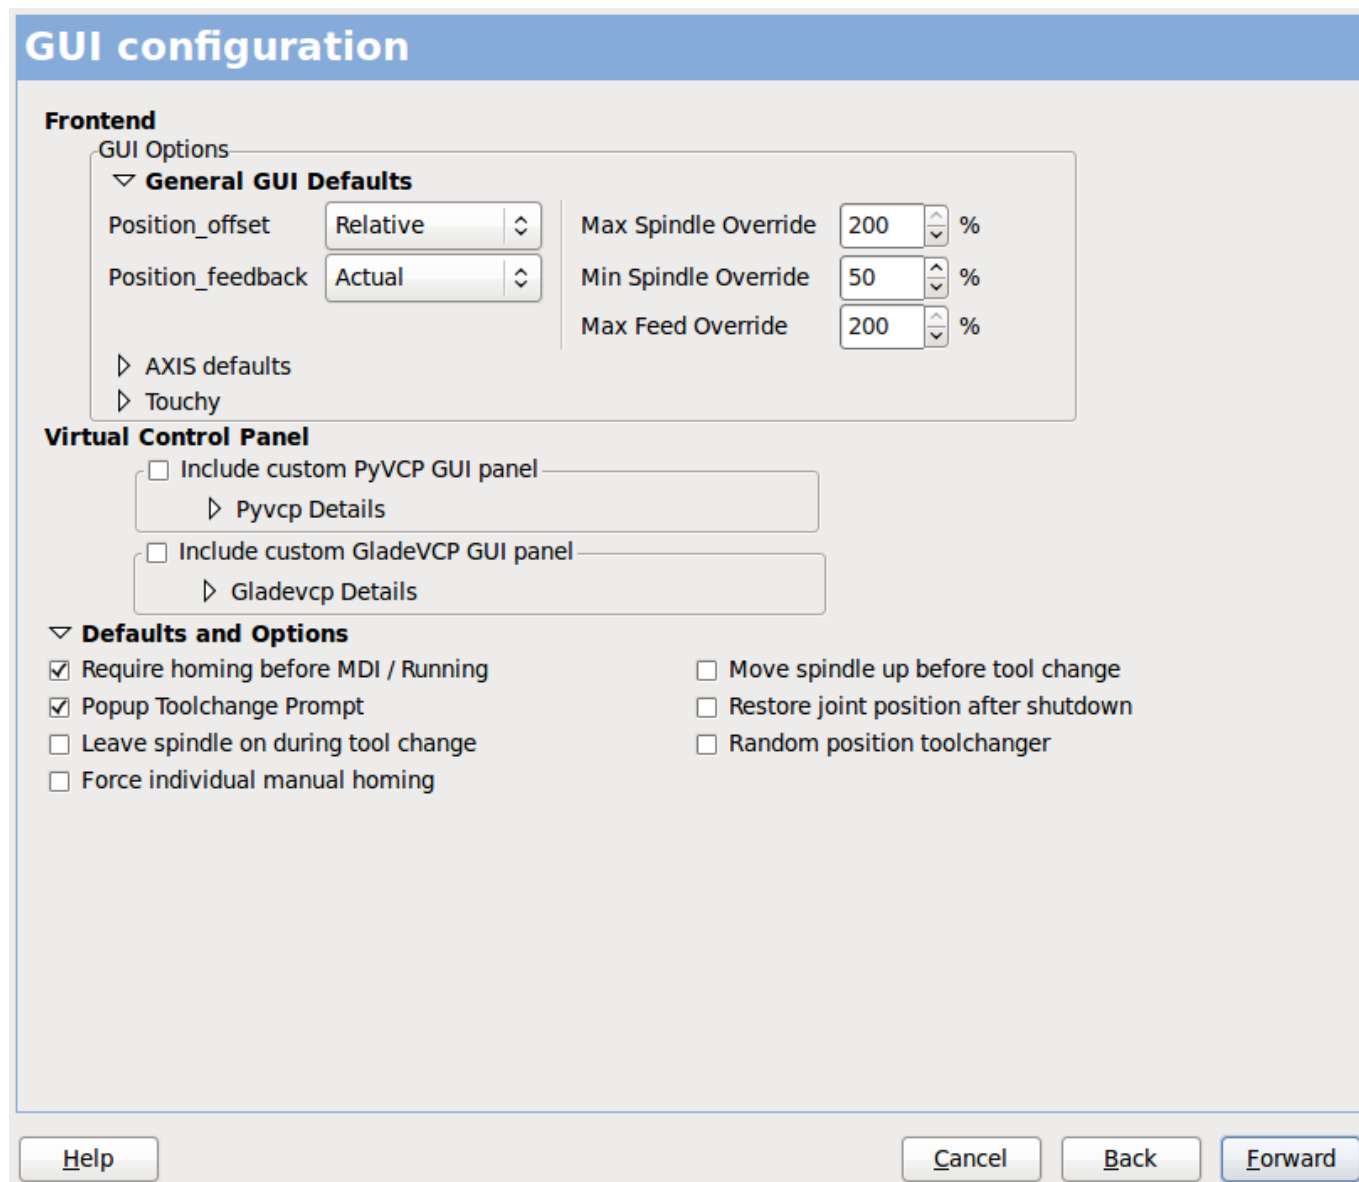 GUI configuration
Frontend
GUI Options
General GUI Defaults
Position_offset Relative Max Spindle Override 200 %
Position_feedback Actual Min Spindle Override 50 %
Max Feed Override 200 %
AXIS defaults
Touchy
Virtual Control Panel
Include custom PyVCP GUI panel
Pyvcp Details
Include custom GladeVCP GUI panel
Gladevcp Details
Defaults and Options
Require homing before MDI / Running Move spindle up before tool change
Popup Toolchange Prompt Restore joint position after shutdown
Leave spindle on during tool change Random position toolchanger
Force individual manual homing
Help Cancel Back Forward